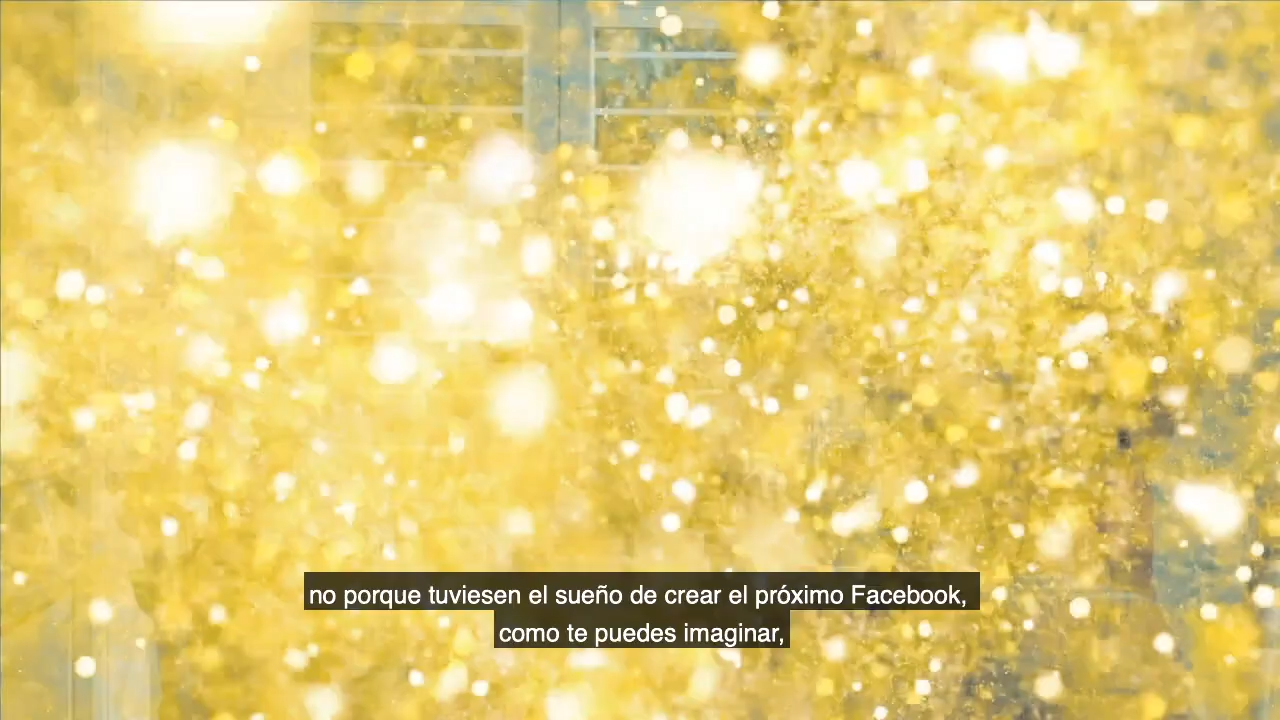 no porque tuviesen el sueño de crear el próximo Facebook,
como te puedes imaginar,